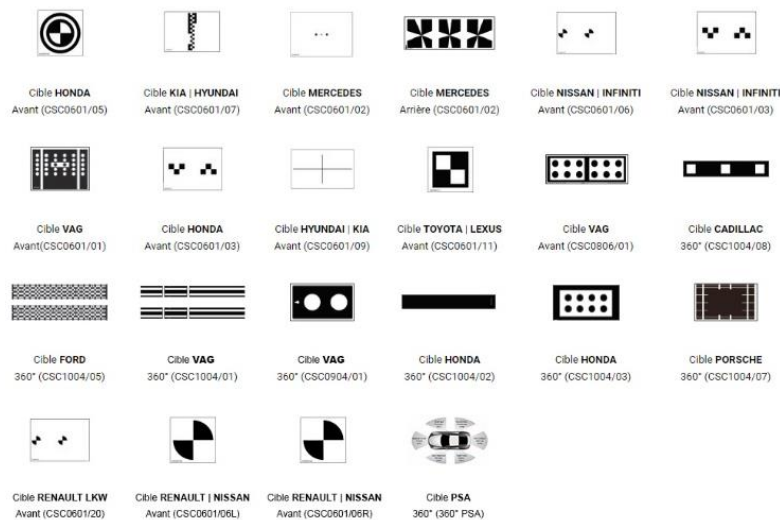 Cible HONDA
Avant (CSC0601/05)
Cible KIA | HYUNDAI
Avant (CSC0601/07)
Cible MERCEDES
Avant (CSC0601/02)
Cible MERCEDES
Arrière (CSC0601/02)
Cible NISSAN | INFINITI
Avant (CSC0601/06)
Cible NISSAN | INFINITI
Avant (CSC0601/03)
Cible VAG
Avant(CSC0601/01)
Cible HONDA
Avant (CSC0601/03)
Cible HYUNDAI | KIA
Avant (CSC0601/09)
Cible TOYOTA | LEXUS
Avant (CSC0601/11)
Cible VAG
Avant (CSC0806/01)
Cible CADILLAC
360° (CSC1004/08)
Cible FORD
360° (CSC1004/05)
Cible VAG
360° (CSC1004/01)
Cible VAG
360° (CSC0904/01)
Cible HONDA
360° (CSC1004/02)
Cible HONDA
360° (CSC1004/03)
Cible PORSCHE
360° (CSC1004/07)
Cible RENAULT LKW
Avant (CSC0601/20)
Cible RENAULT | NISSAN
Avant (CSC0601/06L)
Cible RENAULT | NISSAN
Avant (CSC0601/06R)
Cible PSA
360° (360° PSA)